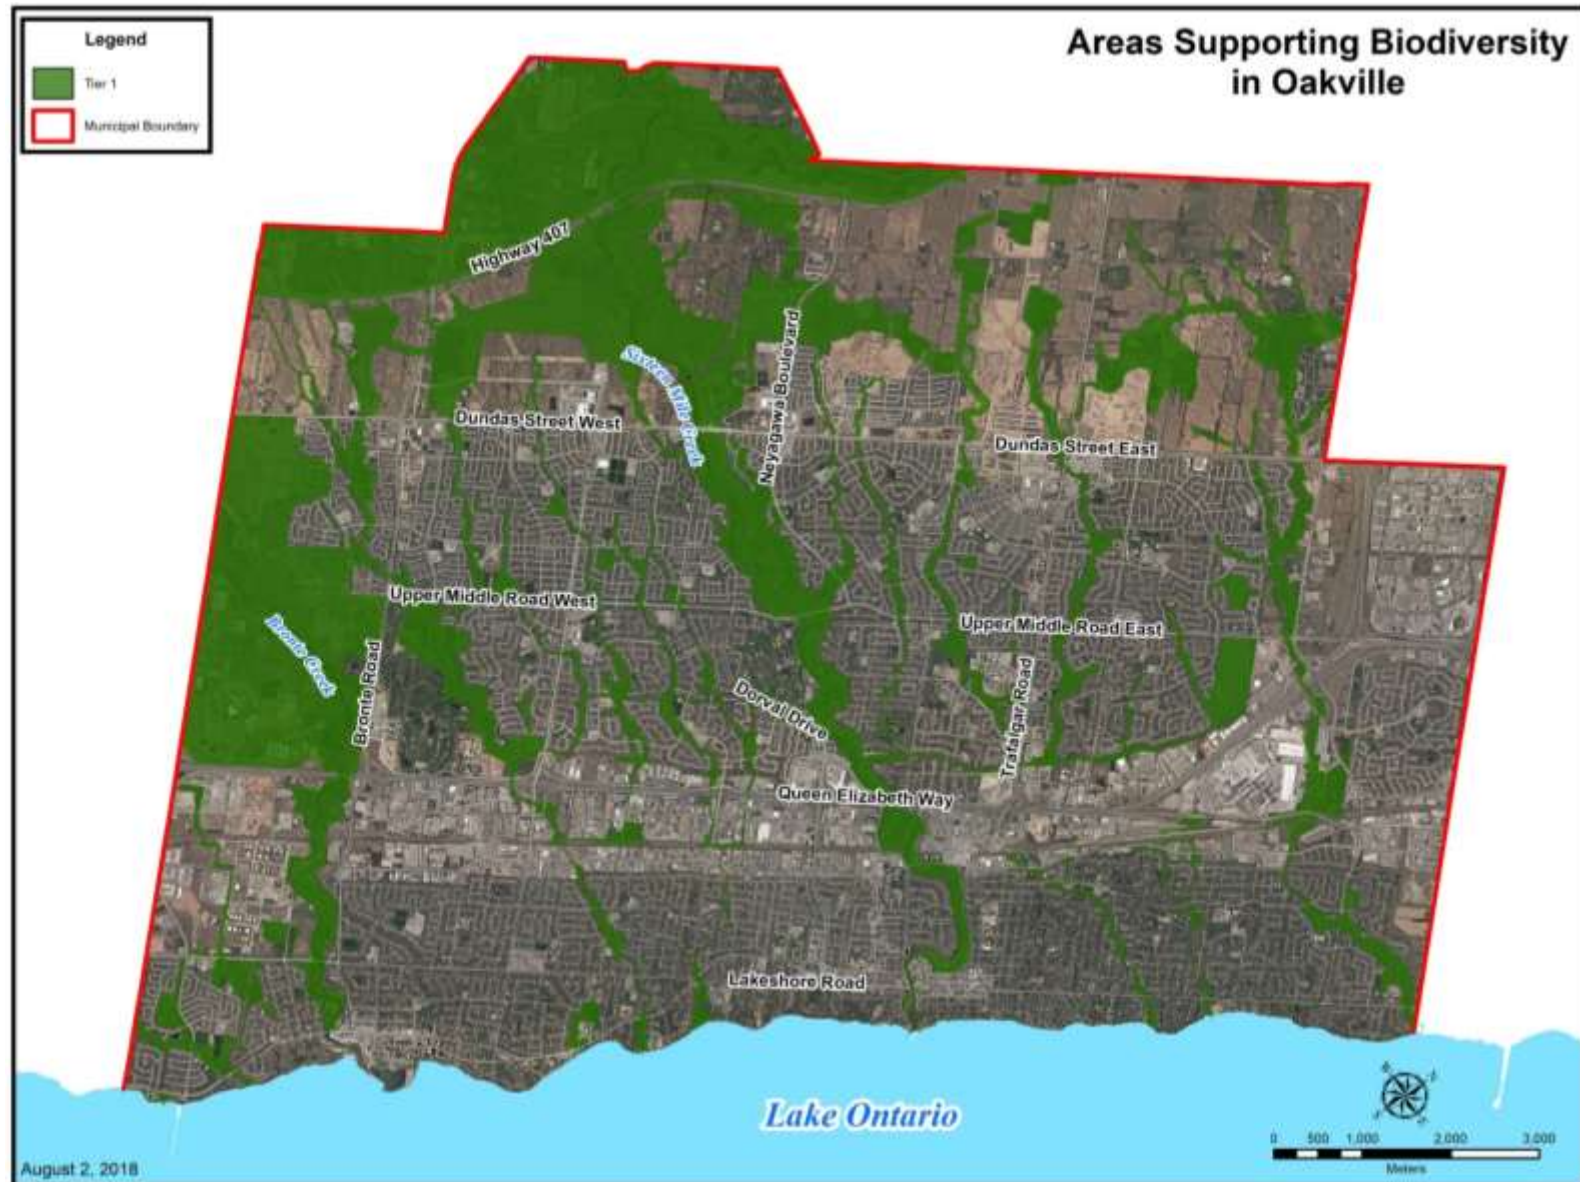 Legend
Tier 1
Municipal Boundary
Areas Supporting Biodiversity
in Oakville
Highway 407
Sixteen Mile Creek
Neyagawa Boulevard
Dundas Street West
Dundas Street East
Upper Middle Road West
Upper Middle Road East
Bronte Creek
Bronte Road
Dorval Drive
Trafalgar Road
Queen Elizabeth Way
Lakeshore Road
Lake Ontario
0 500 1,000 2,000 3,000
Meters
August 2, 2018